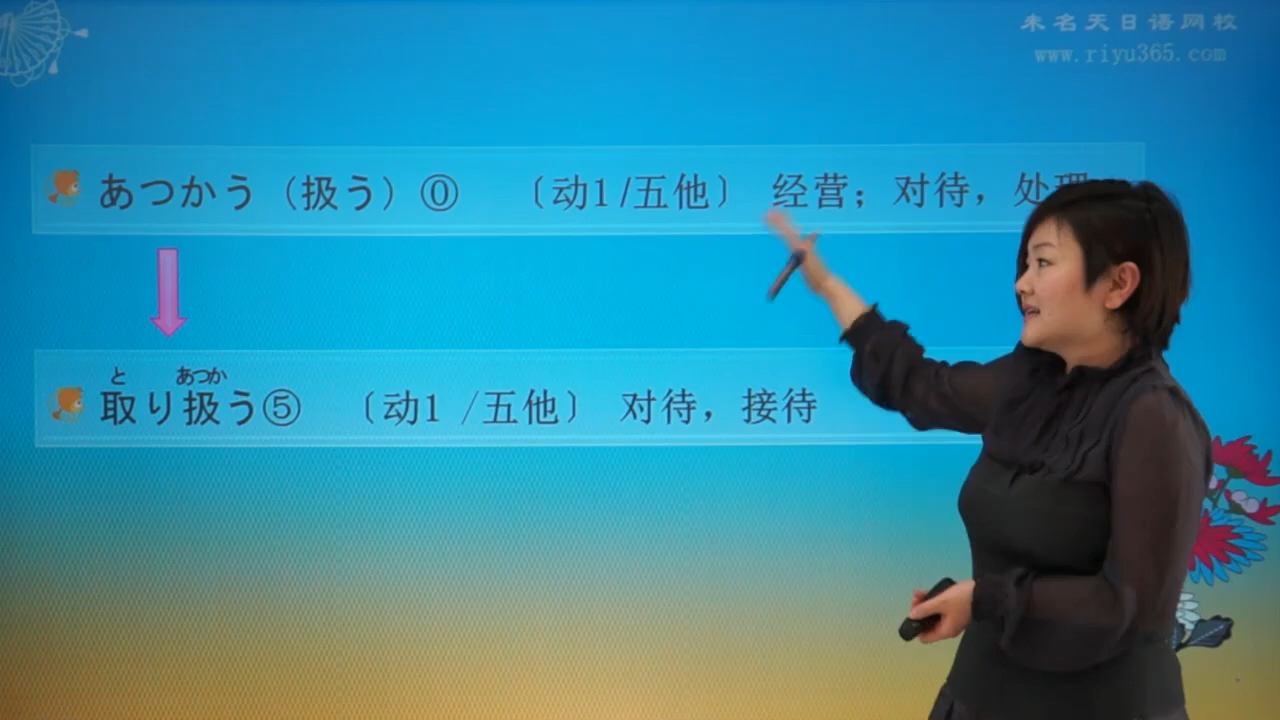 未名天日语网校
www.riyu365.com
あつかう（扱う）⓪ 〔动1/五他〕 经营；对待，处理
と あつか
取り扱う⑤ 〔动1 /五他〕 对待，接待